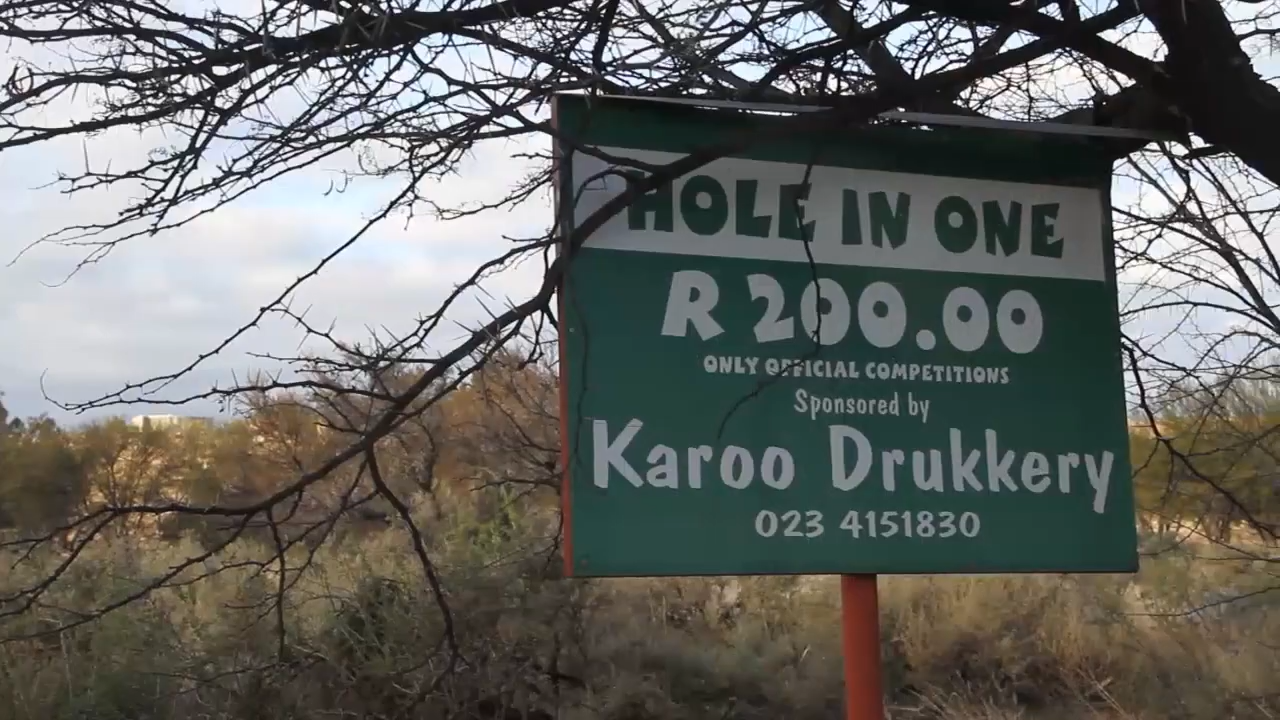 HOLE IN ONE
R 200.00
ONLY OFFICIAL COMPETITIONS
Sponsored by
Karoo Drukkery
023 4151830